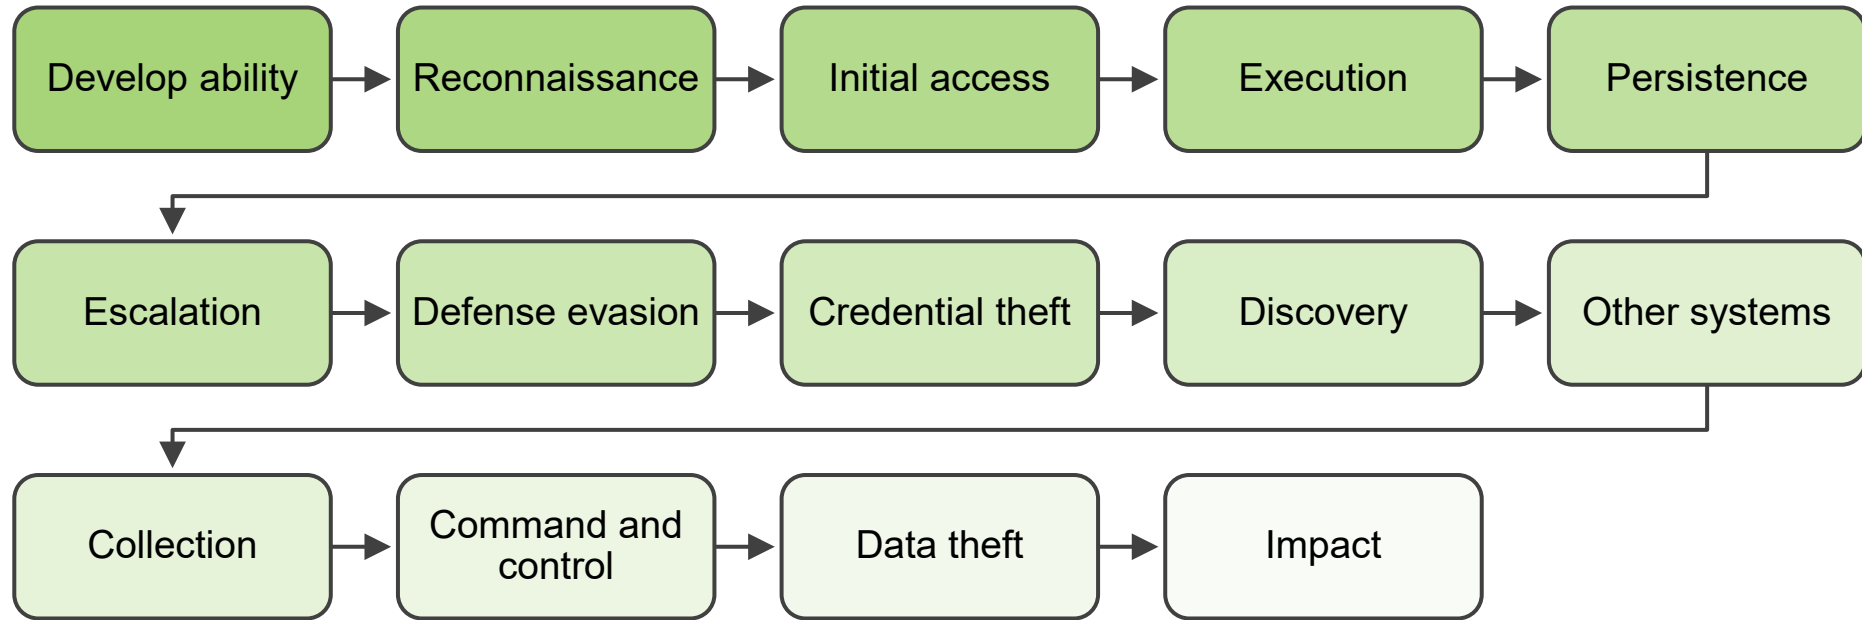 Develop ability
Reconnaissance
Initial access
Execution
Persistence
Escalation
Defense evasion
Credential theft
Discovery
Other systems
Collection
Command and
control
Data theft
Impact